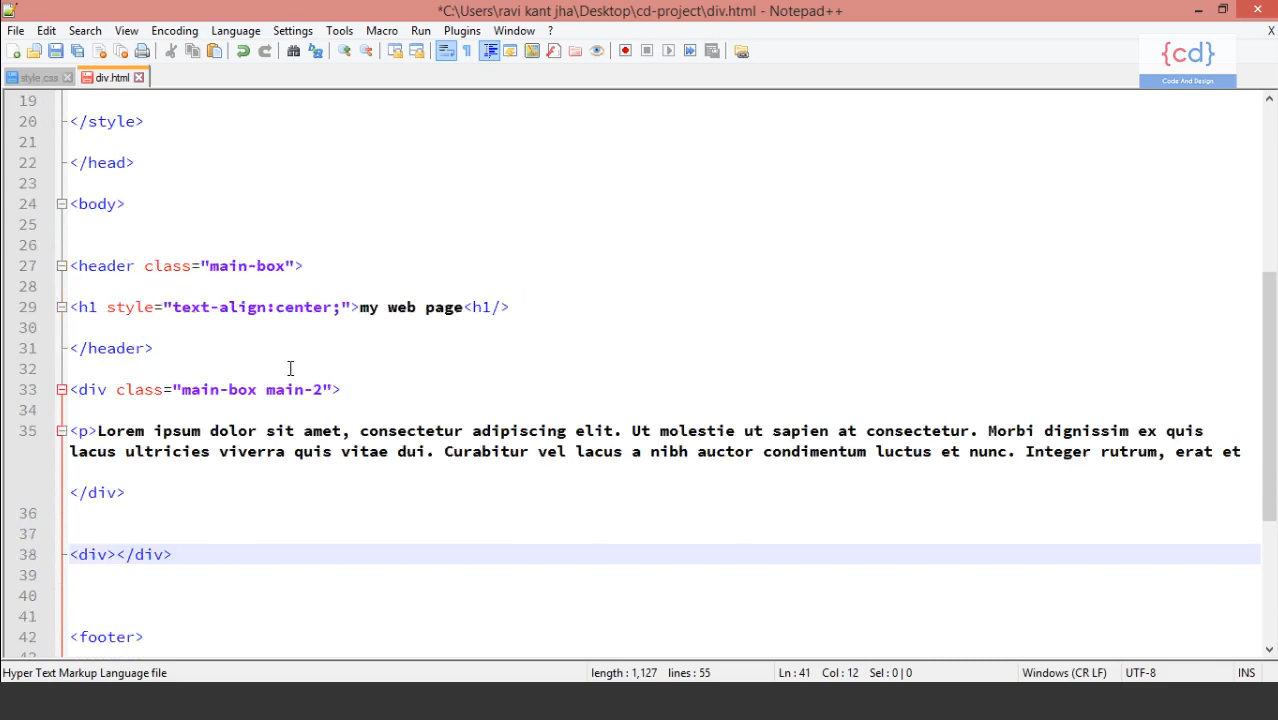 *C:\Users\ravi kant jha\Desktop\cd-project\div.html - Notepad++
File Edit Search View Encoding Language Settings Tools Macro Run Plugins Window ? X
{cd}
Code And Design
style.css div.html
19
20 </style>
21
22 </head>
23
24 <body>
25
26
27 <header class="main-box">
28
29 <h1 style="text-align:center;">my web page<h1/>
30
31 </header>
32
33 <div class="main-box main-2">
34
35 <p>Lorem ipsum dolor sit amet, consectetur adipiscing elit. Ut molestie ut sapien at consectetur. Morbi dignissim ex quis
lacus ultricies viverra quis vitae dui. Curabitur vel lacus a nibh auctor condimentum luctus et nunc. Integer rutrum, erat et
</div>
36
37
38 <div></div>
39
40
41
42 <footer>
Hyper Text Markup Language file length : 1,127 lines : 55 Ln : 41 Col : 12 Sel : 0 | 0 Windows (CR LF) UTF-8 INS